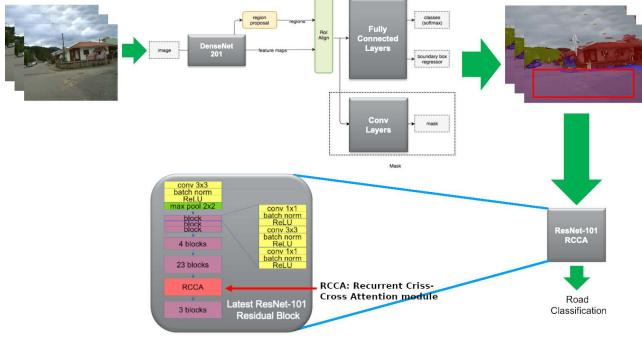 region
proposal
regions
image
DenseNet
201
feature maps
RoI
Align
Fully
Connected
Layers
classes
(softmax)
boundary box
regressor
Conv
Layers
mask
Mask
conv 3x3
batch norm
ReLU
max pool 2x2
block
block
block
4 blocks
23 blocks
RCCA
3 blocks
conv 1x1
batch norm
ReLU
conv 3x3
batch norm
ReLU
conv 1x1
batch norm
ReLU
Latest ResNet-101
Residual Block
RCCA: Recurrent Criss-
Cross Attention module
ResNet-101
RCCA
Road
Classification